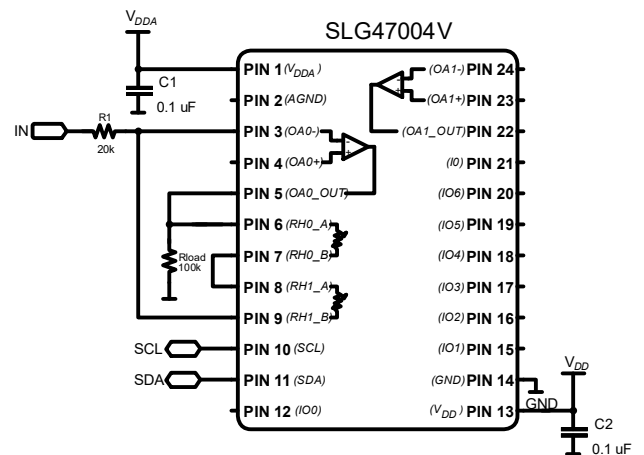 SLG47004V
V_DDA
C1
0.1 uF
IN
R1
20k
Rload
100k
SCL
SDA
PIN 1 (V_DDA)
PIN 2 (AGND)
PIN 3 (OA0-)
PIN 4 (OA0+)
PIN 5 (OA0_OUT)
PIN 6 (RH0_A)
PIN 7 (RH0_B)
PIN 8 (RH1_A)
PIN 9 (RH1_B)
PIN 10 (SCL)
PIN 11 (SDA)
PIN 12 (IO0)
-
+
-
+
(OA1-) PIN 24
(OA1+) PIN 23
(OA1_OUT) PIN 22
(I0) PIN 21
(IO6) PIN 20
(IO5) PIN 19
(IO4) PIN 18
(IO3) PIN 17
(IO2) PIN 16
(IO1) PIN 15
(GND) PIN 14
(V_DD) PIN 13
GND
V_DD
C2
0.1 uF